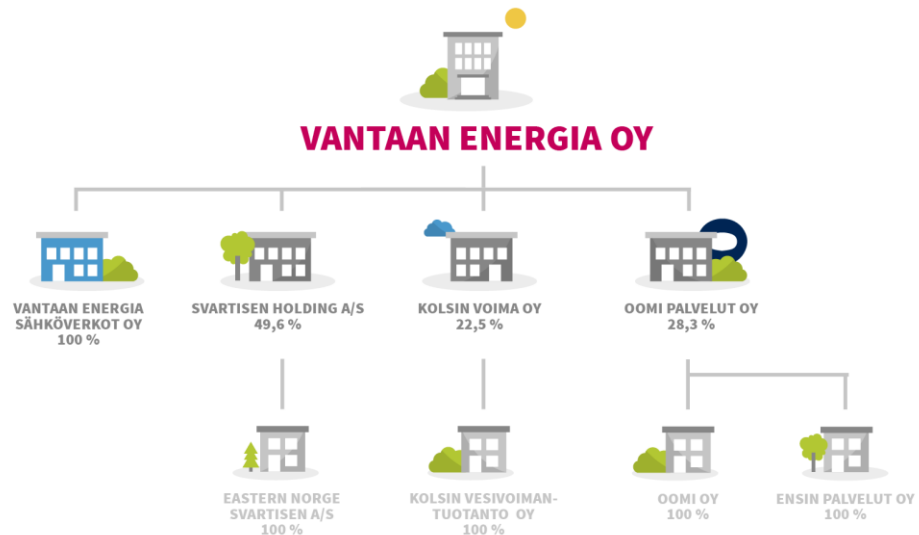 VANTAAN ENERGIA OY
VANTAAN ENERGIA
SÄHKÖVERKOT OY
100 %
SVARTISEN HOLDING A/S
49,6 %
KOLSIN VOIMA OY
22,5 %
OOMI PALVELUT OY
28,3 %
EASTERN NORGE
SVARTISEN A/S
100 %
KOLSIN VESIVOIMAN-
TUOTANTO OY
100 %
OOMI OY
100 %
ENSIN PALVELUT OY
100 %